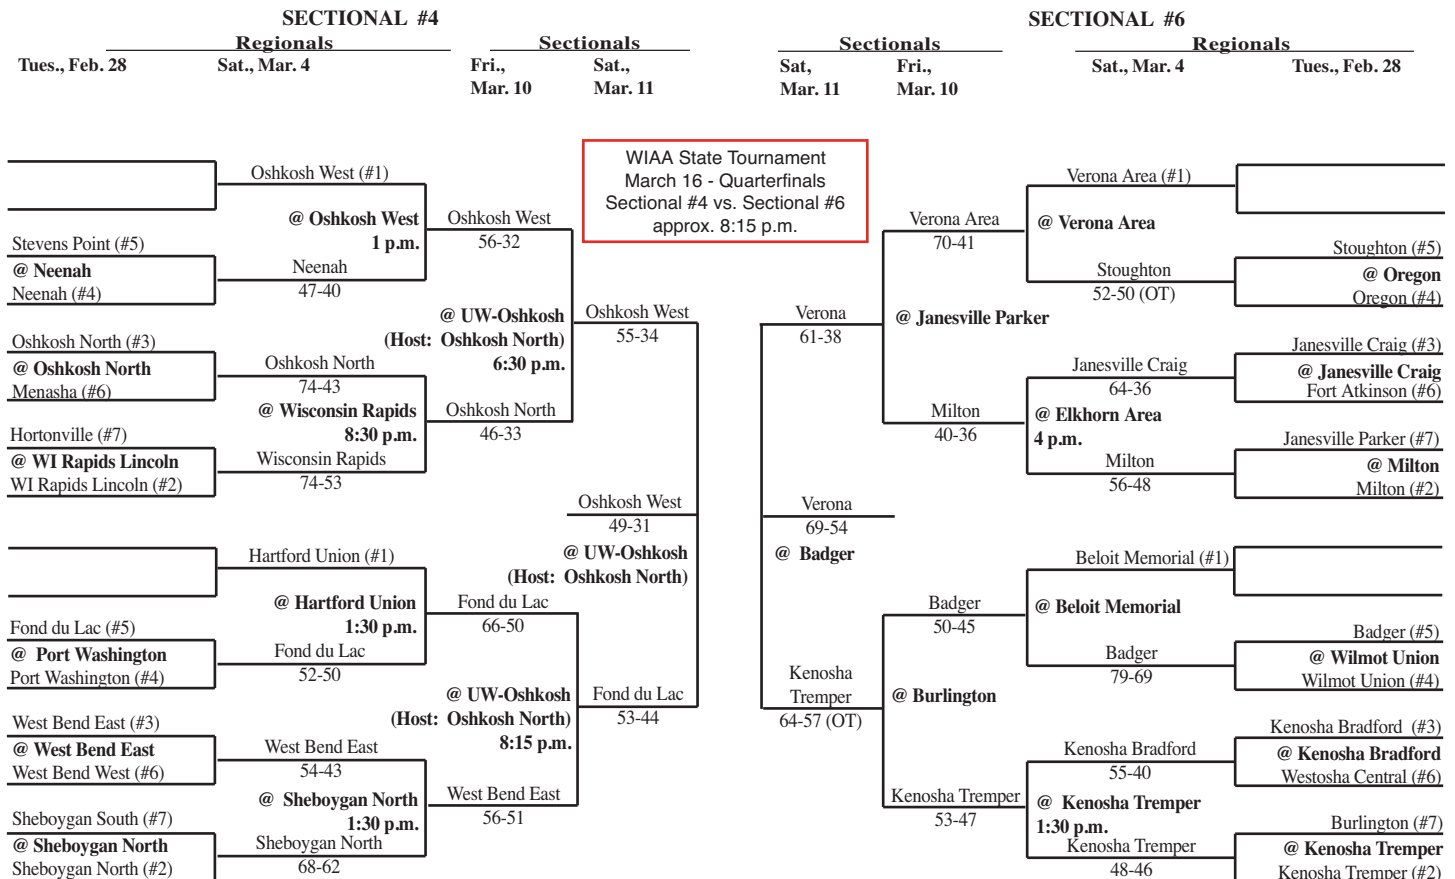 SECTIONAL #4
Regionals
Sectionals
Tues., Feb. 28
Sat., Mar. 4
Fri.,
Mar. 10
Sat.,
Mar. 11
Oshkosh West (#1)
@ Oshkosh West
1 p.m.
Oshkosh West
56-32
Stevens Point (#5)
@ Neenah
Neenah (#4)
Neenah
47-40
@ UW-Oshkosh
(Host: Oshkosh North)
6:30 p.m.
Oshkosh West
55-34
Oshkosh North (#3)
@ Oshkosh North
Menasha (#6)
Oshkosh North
74-43
@ Wisconsin Rapids
8:30 p.m.
Oshkosh North
46-33
Hortonville (#7)
@ WI Rapids Lincoln
WI Rapids Lincoln (#2)
Wisconsin Rapids
74-53
Oshkosh West
49-31
@ UW-Oshkosh
(Host: Oshkosh North)
Hartford Union (#1)
@ Hartford Union
1:30 p.m.
Fond du Lac
66-50
Fond du Lac (#5)
@ Port Washington
Port Washington (#4)
Fond du Lac
52-50
@ UW-Oshkosh
(Host: Oshkosh North)
8:15 p.m.
Fond du Lac
53-44
West Bend East (#3)
@ West Bend East
West Bend West (#6)
West Bend East
54-43
@ Sheboygan North
1:30 p.m.
West Bend East
56-51
Sheboygan South (#7)
@ Sheboygan North
Sheboygan North (#2)
Sheboygan North
68-62
WIAA State Tournament
March 16 - Quarterfinals
Sectional #4 vs. Sectional #6
approx. 8:15 p.m.
SECTIONAL #6
Sectionals
Regionals
Sat,
Mar. 11
Fri.,
Mar. 10
Sat., Mar. 4
Tues., Feb. 28
Verona Area (#1)
Verona Area
70-41
@ Verona Area
Stoughton (#5)
@ Oregon
Oregon (#4)
Stoughton
52-50 (OT)
Verona
61-38
@ Janesville Parker
Janesville Craig (#3)
@ Janesville Craig
Fort Atkinson (#6)
Janesville Craig
64-36
Milton
40-36
@ Elkhorn Area
4 p.m.
Janesville Parker (#7)
@ Milton
Milton (#2)
Milton
56-48
Verona
69-54
@ Badger
Beloit Memorial (#1)
Badger
50-45
@ Beloit Memorial
Badger (#5)
@ Wilmot Union
Wilmot Union (#4)
Badger
79-69
Kenosha
Tremper
64-57 (OT)
@ Burlington
Kenosha Bradford (#3)
@ Kenosha Bradford
Westosha Central (#6)
Kenosha Bradford
55-40
Kenosha Tremper
53-47
@ Kenosha Tremper
1:30 p.m.
Burlington (#7)
@ Kenosha Tremper
Kenosha Tremper (#2)
Kenosha Tremper
48-46